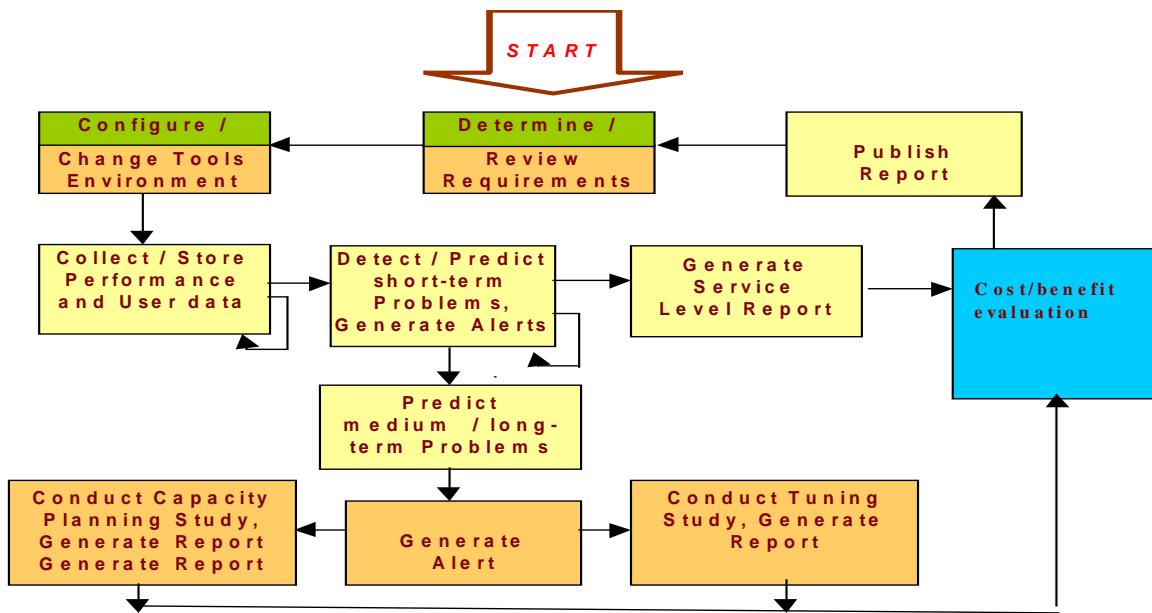 START
Configure /
Change Tools
Environment
Determine /
Review
Requirements
Publish
Report
Collect / Store
Performance
and User data
Detect / Predict
short-term
Problems,
Generate Alerts
Generate
Service
Level Report
Cost/benefit
evaluation
Predict
medium / long-
term Problems
Conduct Capacity
Planning Study,
Generate Report
Generate Report
Generate
Alert
Conduct Tuning
Study, Generate
Report